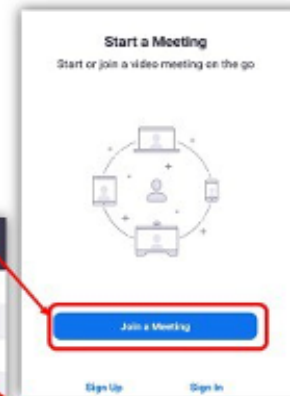 Start a Meeting
Start or join a video meeting on the go
Join a Meeting
Sign Up
Sign In